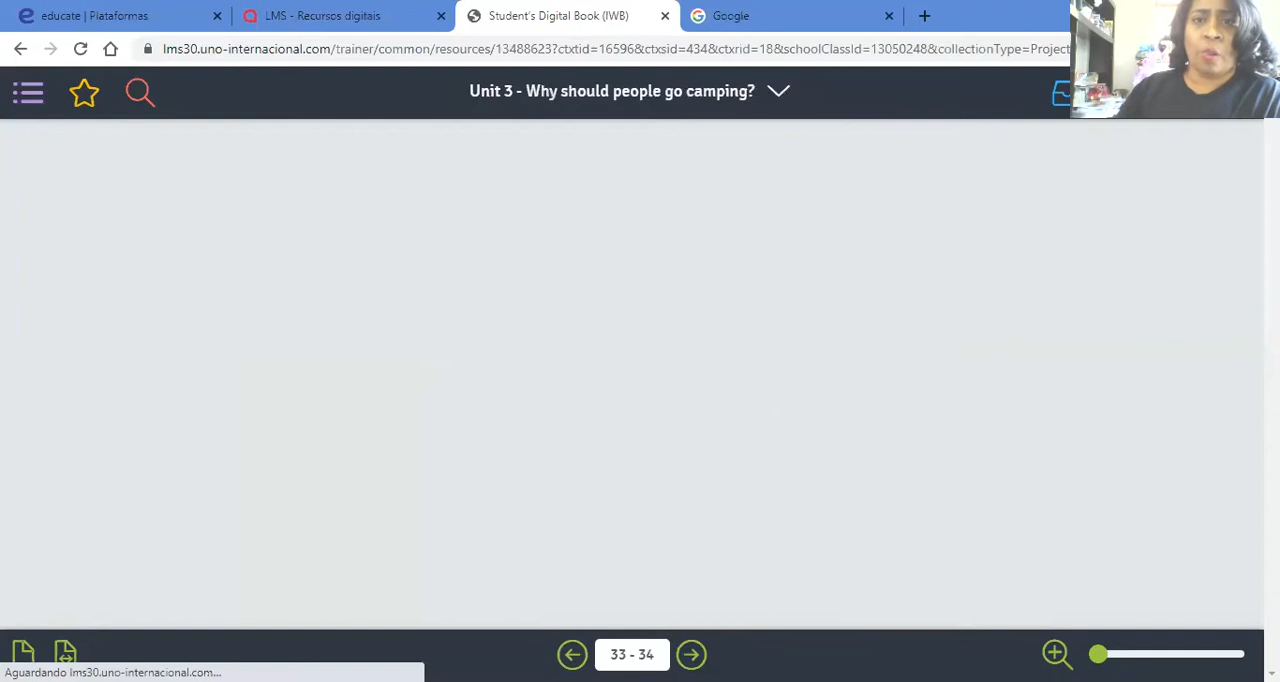 educate | Plataformas
LMS - Recursos digitais
Student's Digital Book (IWB)
Google
lms30.uno-internacional.com/trainer/common/resources/13488623?ctxtid=16596&ctxsid=434&ctxrid=18&schoolClassId=13050248&collectionType=Project
Unit 3 - Why should people go camping?
33 - 34
Aguardando lms30.uno-internacional.com...